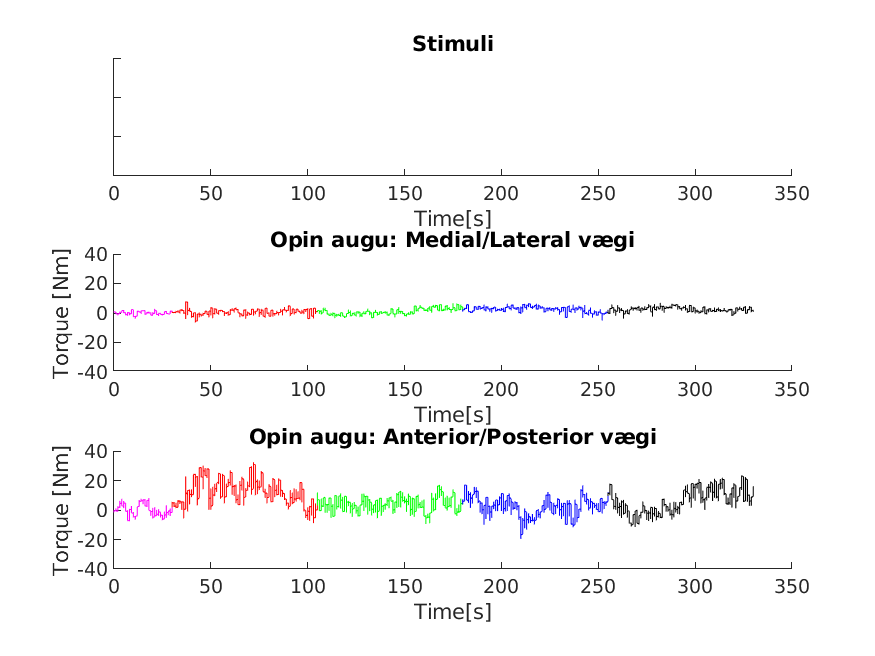 Stimuli
0 50 100 150 200 250 300 350
Time[s]
Opin augu: Medial/Lateral vægi
Torque [Nm]
40
20
0
-20
-40
0 50 100 150 200 250 300 350
Time[s]
Opin augu: Anterior/Posterior vægi
Torque [Nm]
40
20
0
-20
-40
0 50 100 150 200 250 300 350
Time[s]